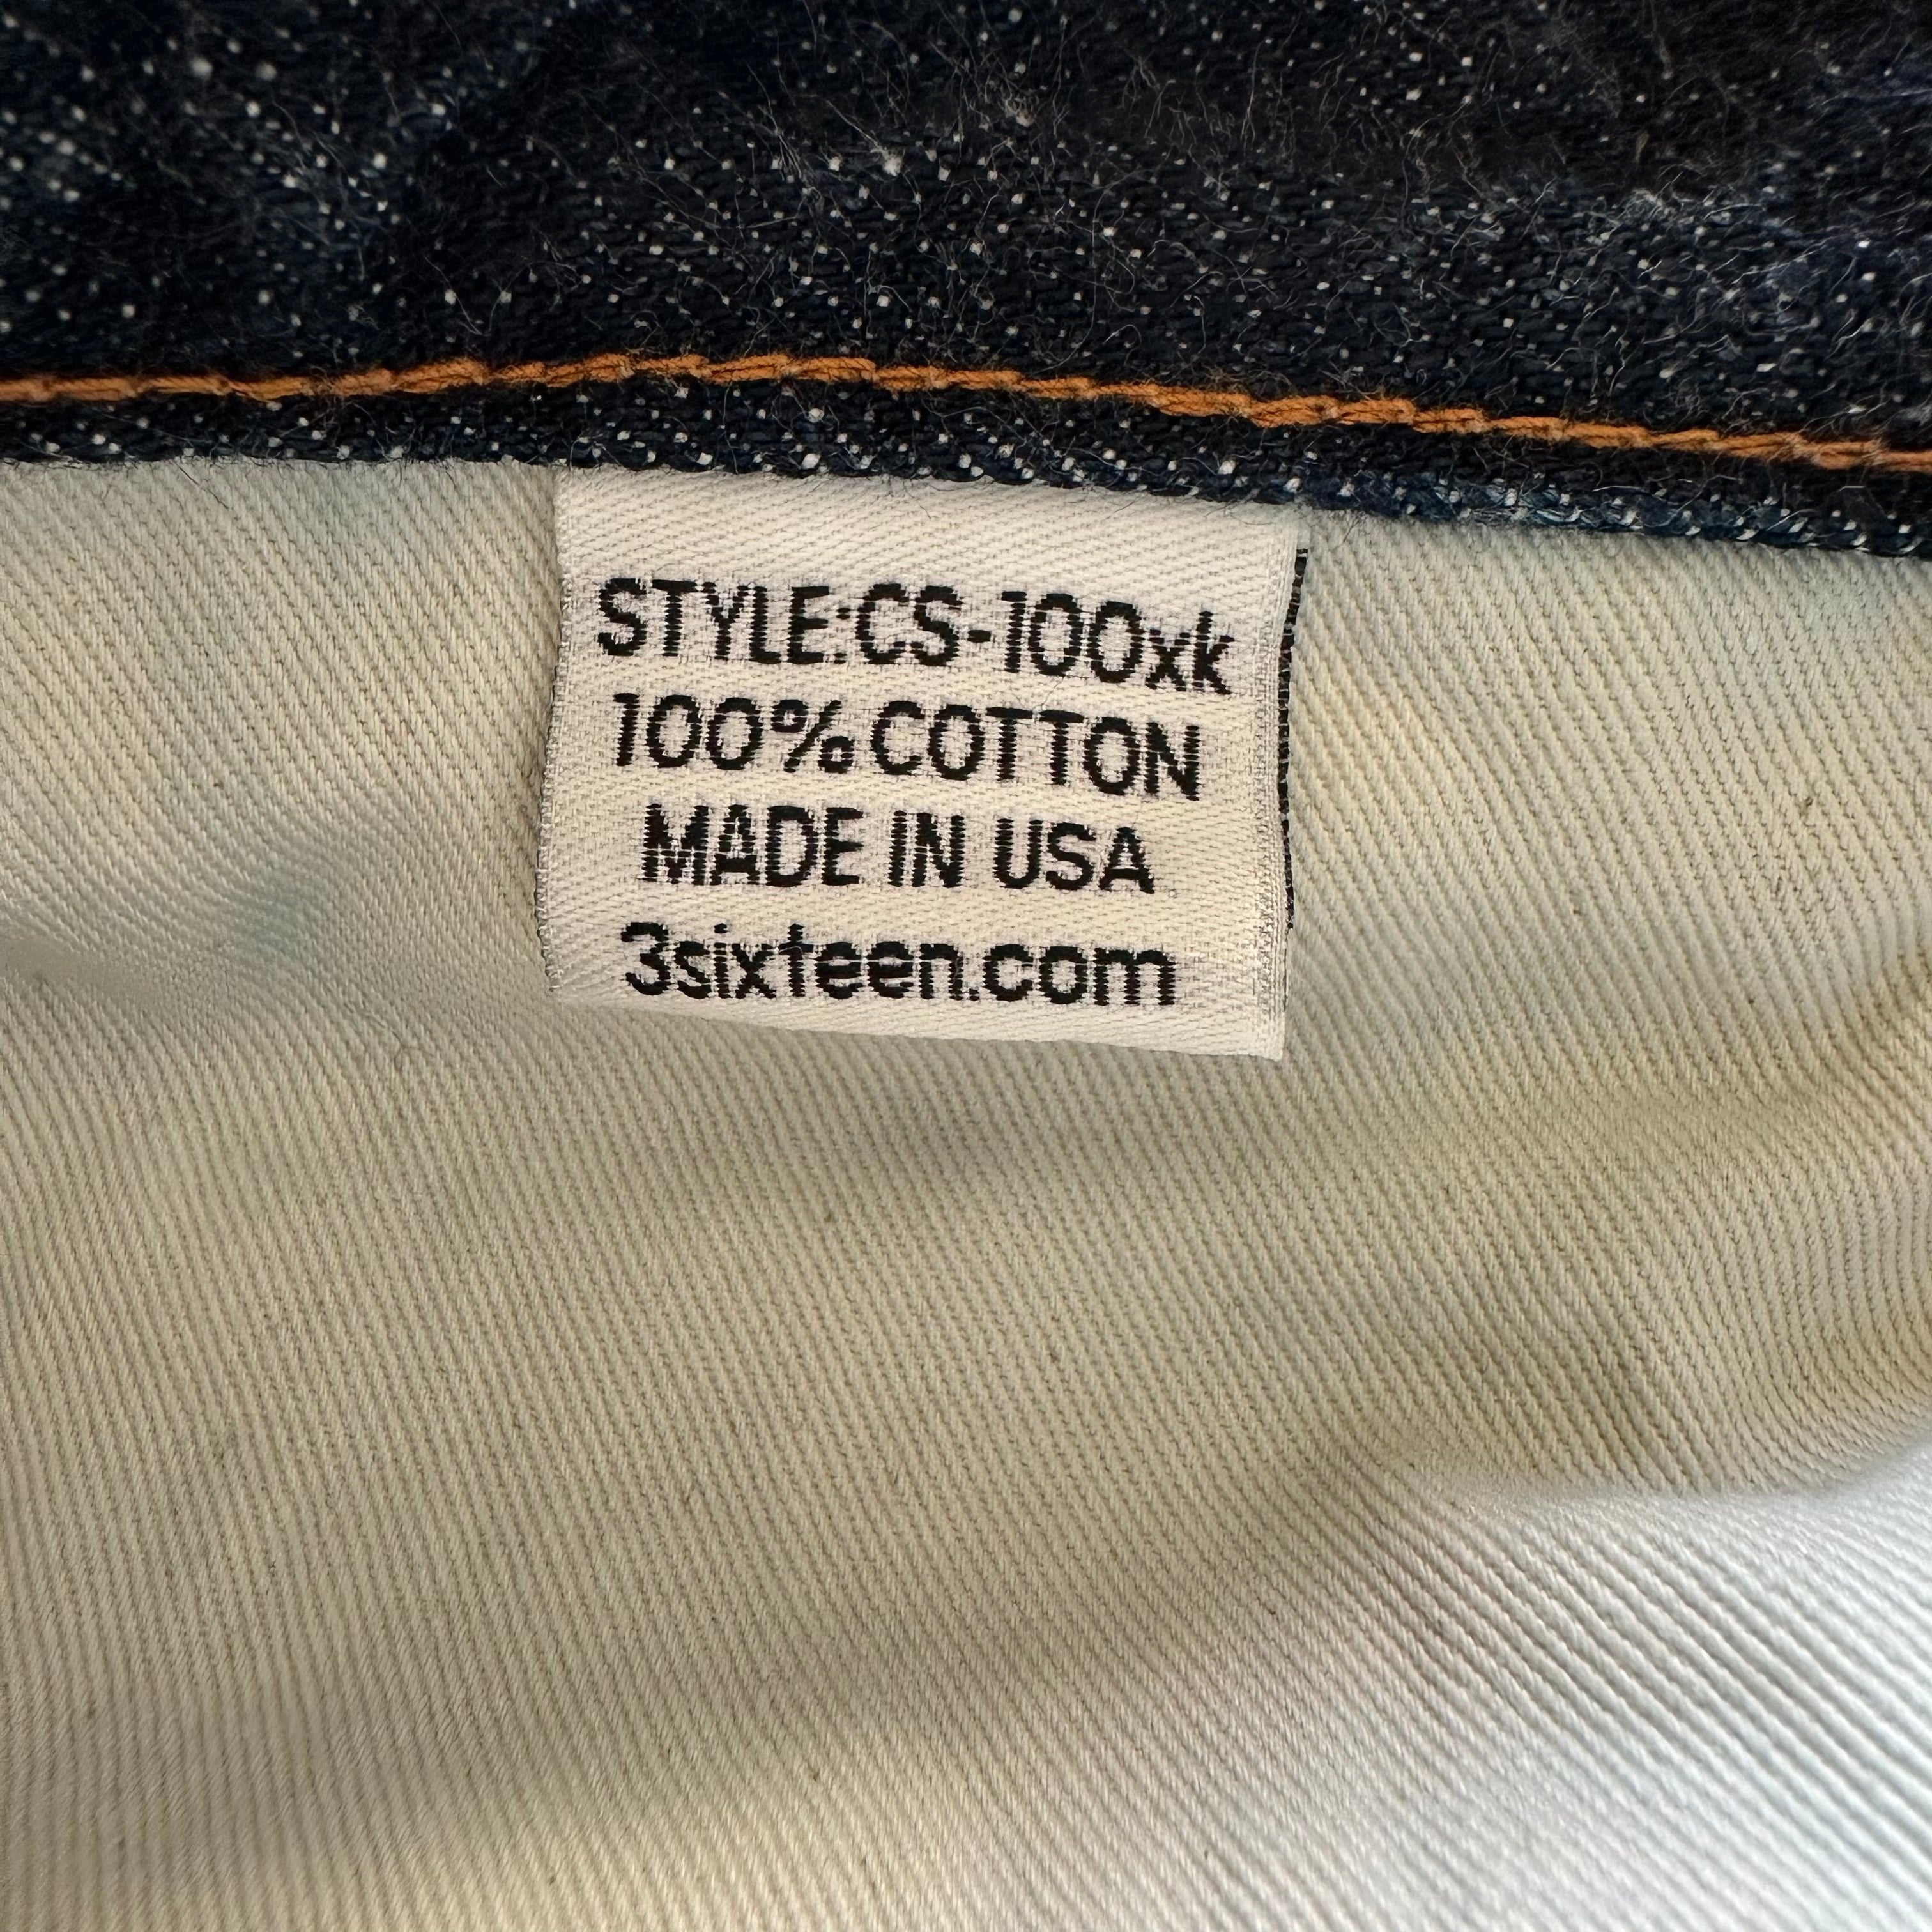 STYLE:CS-100xk
100% COTTON
MADE IN USA
3sixteen.com